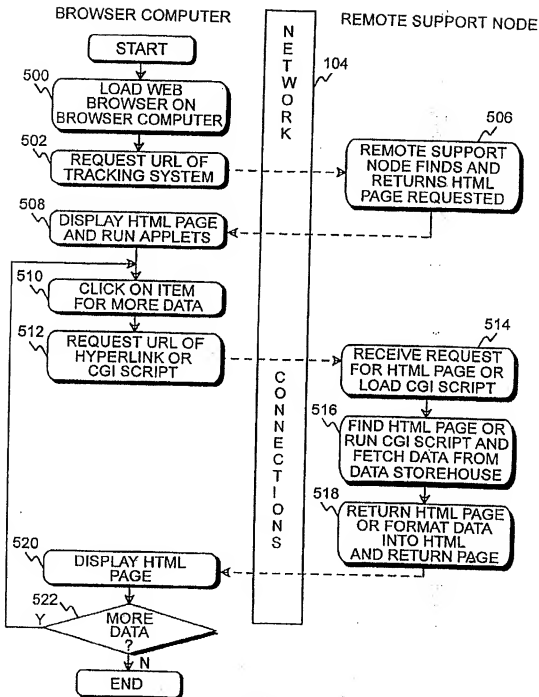 BROWSER COMPUTER
REMOTE SUPPORT NODE
START
NETWORK
104
500
LOAD WEB
BROWSER ON
BROWSER COMPUTER
502
REQUEST URL OF
TRACKING SYSTEM
506
REMOTE SUPPORT
NODE FINDS AND
RETURNS HTML
PAGE REQUESTED
508
DISPLAY HTML PAGE
AND RUN APPLETS
510
CLICK ON ITEM
FOR MORE DATA
512
REQUEST URL OF
HYPERLINK OR
CGI SCRIPT
CONNECTIONS
514
RECEIVE REQUEST
FOR HTML PAGE OR
LOAD CGI SCRIPT
516
FIND HTML PAGE OR
RUN CGI SCRIPT AND
FETCH DATA FROM
DATA STOREHOUSE
518
RETURN HTML PAGE
OR FORMAT DATA
INTO HTML
AND RETURN PAGE
520
DISPLAY HTML
PAGE
522
Y
MORE
DATA
?
N
END